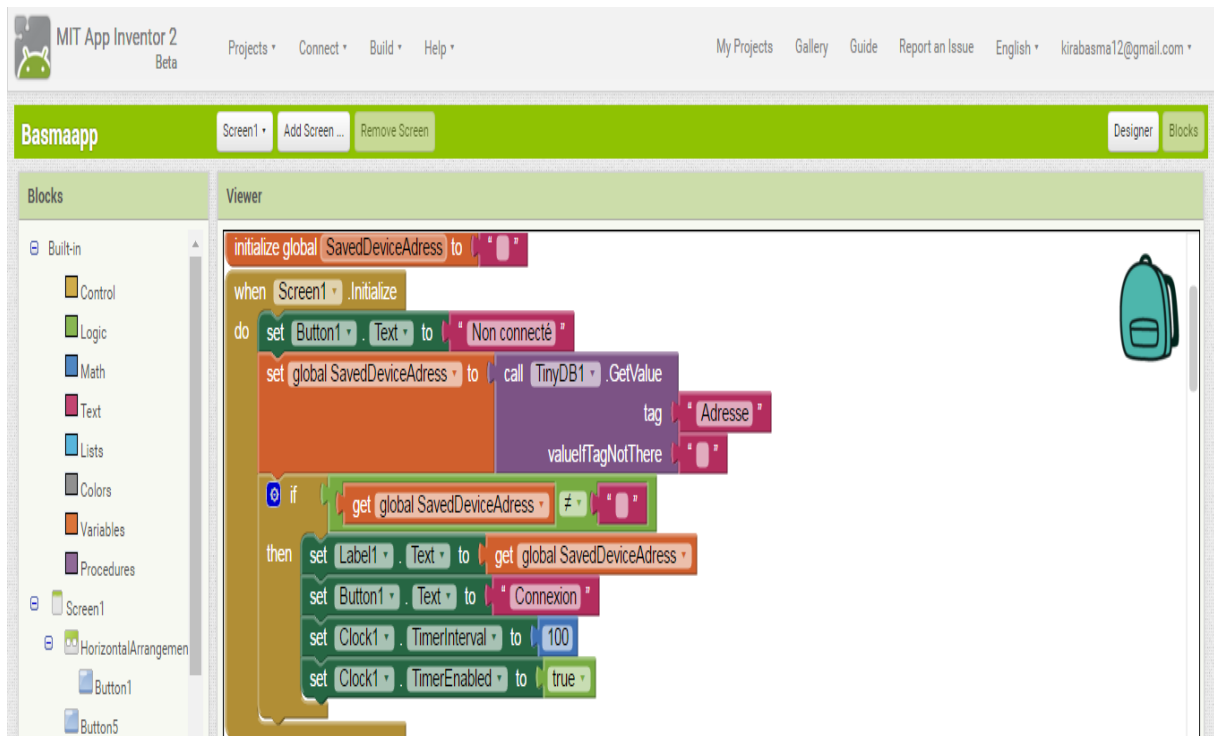 MIT App Inventor 2
Beta
Projects Connect Build Help My Projects Gallery Guide Report an Issue English kirabasma12@gmail.com
Basmaapp Screen1 Add Screen ... Remove Screen Designer Blocks
Blocks
Built-in
Control
Logic
Math
Text
Lists
Colors
Variables
Procedures
Screen1
HorizontalArrangemen
Button1
Button5
Viewer
initialize global SavedDeviceAdress to " "
when Screen1 .Initialize
do set Button1 . Text to " Non connecté "
set global SavedDeviceAdress to call TinyDB1 .GetValue
tag " Adresse "
valueIfTagNotThere " "
if get global SavedDeviceAdress ≠ " "
then set Label1 . Text to get global SavedDeviceAdress
set Button1 . Text to " Connexion "
set Clock1 . TimerInterval to 100
set Clock1 . TimerEnabled to true